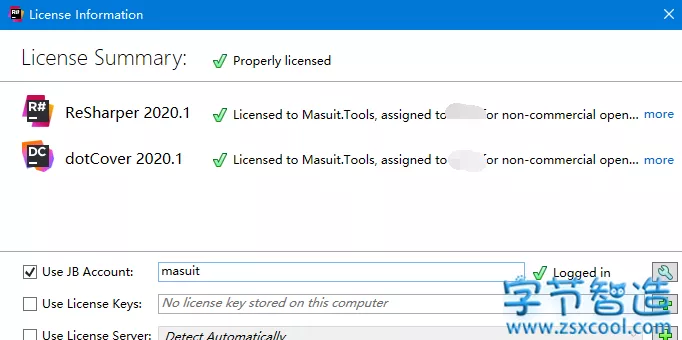 License Information
License Summary: Properly licensed
R#
ReSharper 2020.1 Licensed to Masuit.Tools, assigned to for non-commercial open... more
DC
dotCover 2020.1 Licensed to Masuit.Tools, assigned to for non-commercial open... more
Use JB Account: masuit Logged in
Use License Keys: No license key stored on this computer
Use License Server: Detect Automatically
字节智造
www.zsxcool.com